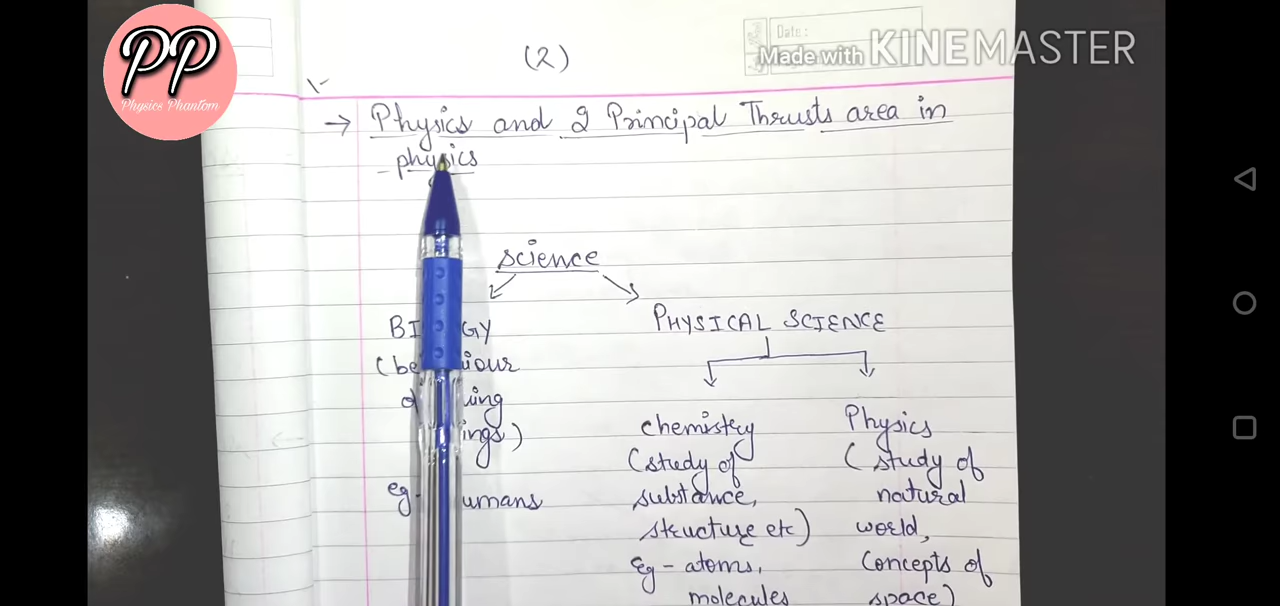 PP
Physics Phantom
Date :
Made with KINEMASTER
(2)
→ Physics and 2 Principal Thrusts area in
- physics
science
PHYSICAL SCIENCE
chemistry
(study of
substance,
structure etc)
Eg - atoms,
molecules
Physics
( study of
natural
world,
Concepts of
space)
eg-